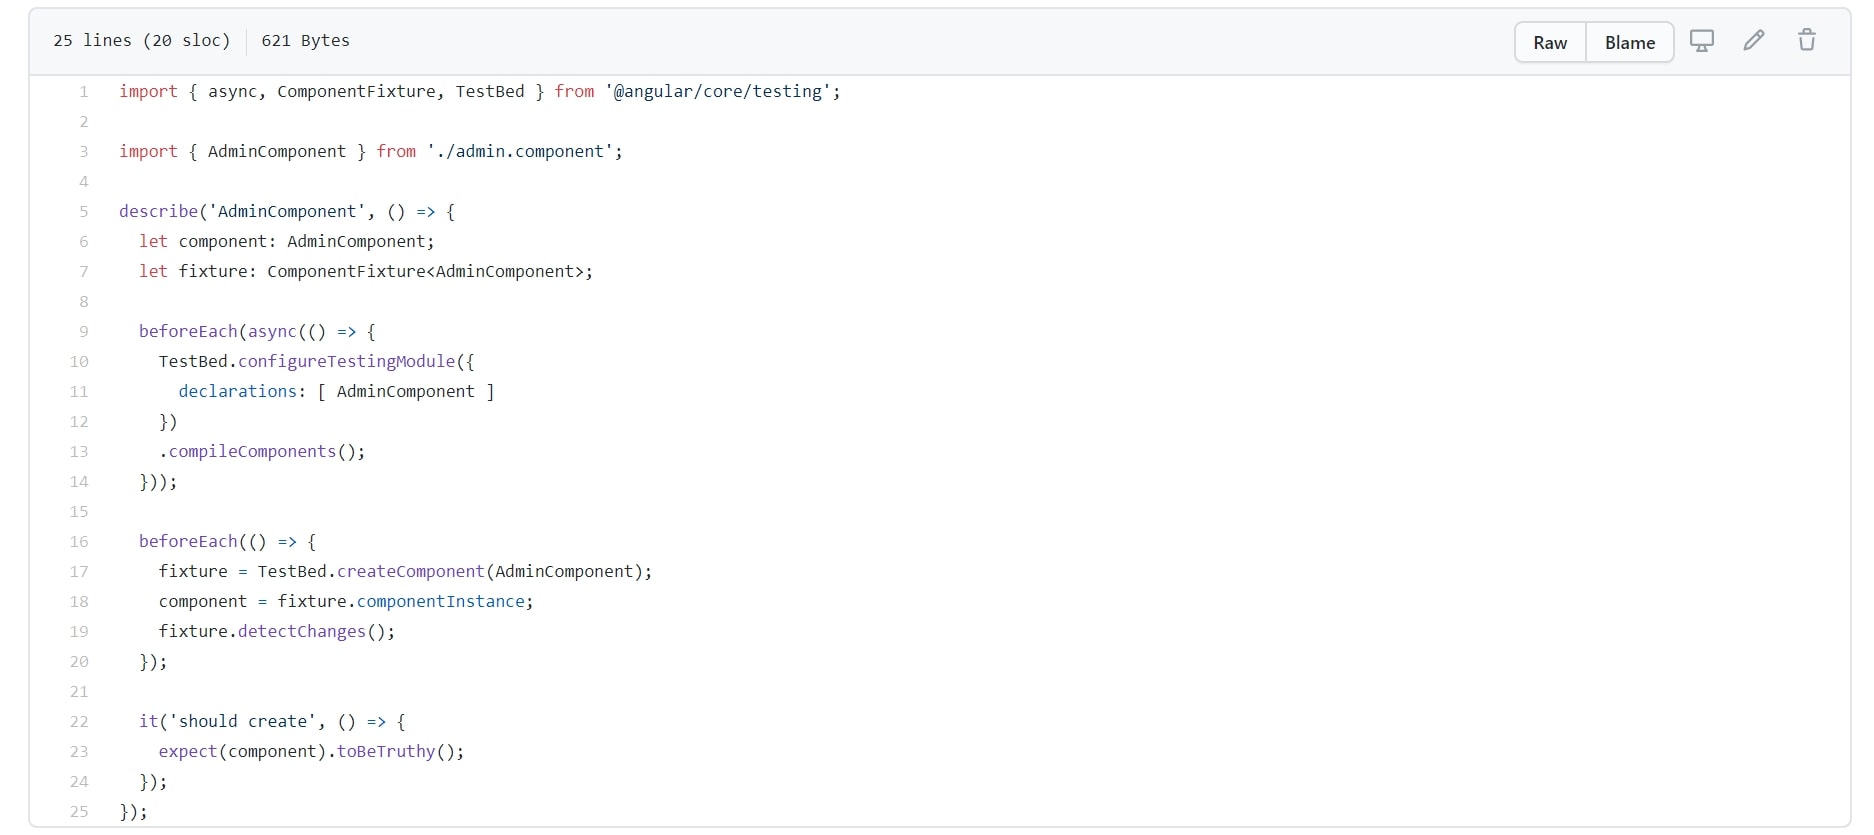 25 lines (20 sloc) 621 Bytes Raw Blame
1 import { async, ComponentFixture, TestBed } from '@angular/core/testing';
2
3 import { AdminComponent } from './admin.component';
4
5 describe('AdminComponent', () => {
6   let component: AdminComponent;
7   let fixture: ComponentFixture<AdminComponent>;
8
9   beforeEach(async(() => {
10     TestBed.configureTestingModule({
11       declarations: [ AdminComponent ]
12     })
13     .compileComponents();
14   }));
15
16   beforeEach(() => {
17     fixture = TestBed.createComponent(AdminComponent);
18     component = fixture.componentInstance;
19     fixture.detectChanges();
20   });
21
22   it('should create', () => {
23     expect(component).toBeTruthy();
24   });
25 });